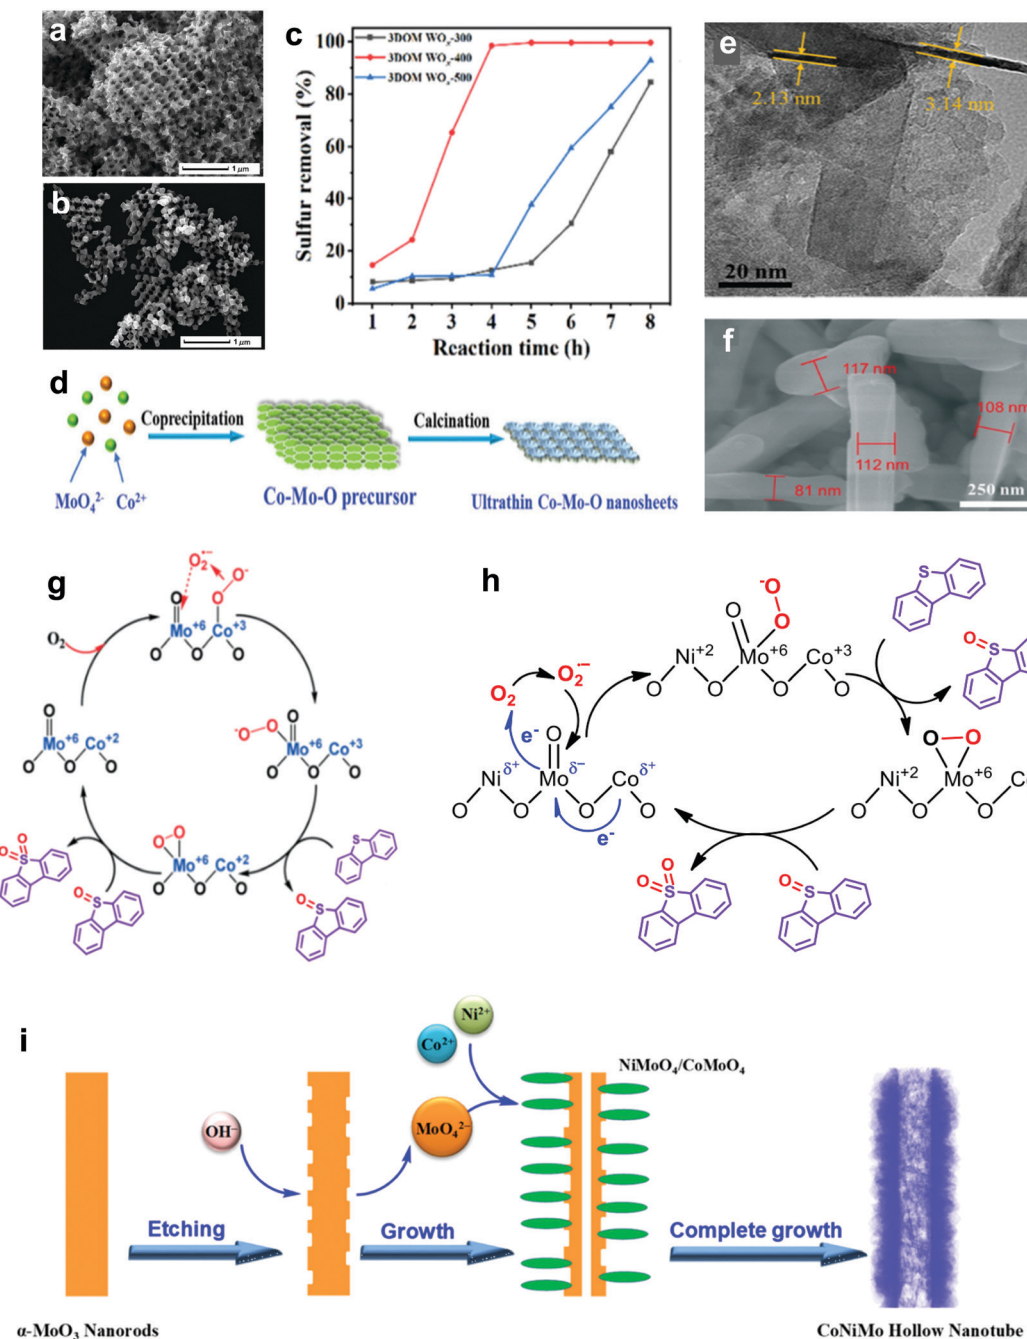 a
1 μm
b
1 μm
c
Sulfur removal (%)
100
80
60
40
20
0
3DOM WOₓ-300
3DOM WOₓ-400
3DOM WOₓ-500
1 2 3 4 5 6 7 8
Reaction time (h)
e
2.13 nm
3.14 nm
20 nm
f
117 nm
108 nm
112 nm
81 nm
250 nm
d
Coprecipitation
Calcination
MoO₄²⁻ Co²⁺
Co-Mo-O precursor
Ultrathin Co-Mo-O nanosheets
g
O₂•− O⁻
O O
O₂
Mo⁺⁶ Co⁺³
O O O
O
Mo⁺⁶ Co⁺²
O O O
⁻O O O
Mo⁺⁶ Co⁺³
O O O
O O
Mo⁺⁶ Co⁺²
O O O
O O
S
O S
S
O S
h
⁻O
O O
Ni⁺² Mo⁺⁶ Co⁺³
O O O O
S
O S
O₂ O₂•−
e⁻
O
Ni δ⁺ Mo δ⁻ Co δ⁺
O O O O
e⁻
O O
Ni⁺² Mo⁺⁶
O O O
O O
S
O S
i
Ni²⁺
Co²⁺
OH⁻
MoO₄²⁻
NiMoO₄/CoMoO₄
Etching
Growth
Complete growth
α-MoO₃ Nanorods
CoNiMo Hollow Nanotube